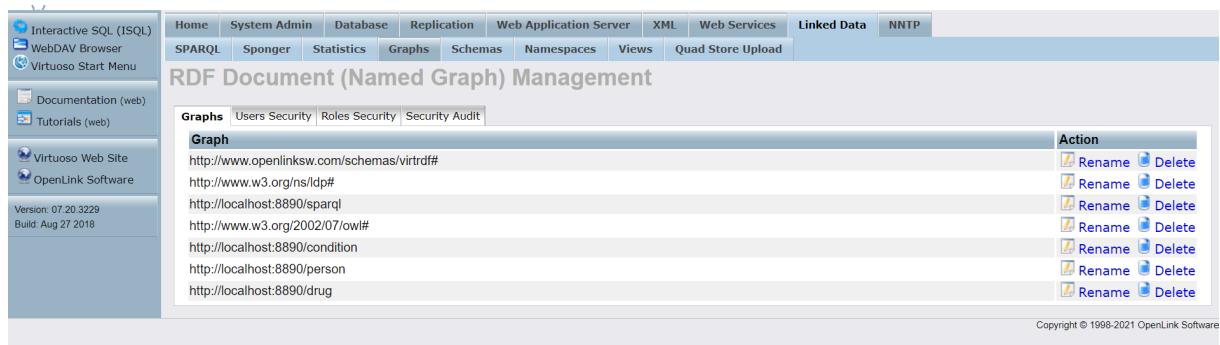 Interactive SQL (ISQL)
WebDAV Browser
Virtuoso Start Menu
Documentation (web)
Tutorials (web)
Virtuoso Web Site
OpenLink Software
Version: 07.20.3229
Build: Aug 27 2018
Home System Admin Database Replication Web Application Server XML Web Services Linked Data NNTP
SPARQL Sponger Statistics Graphs Schemas Namespaces Views Quad Store Upload
RDF Document (Named Graph) Management
Graphs Users Security Roles Security Security Audit
Graph Action
http://www.openlinksw.com/schemas/virtrdf# Rename Delete
http://www.w3.org/ns/ldp# Rename Delete
http://localhost:8890/sparql Rename Delete
http://www.w3.org/2002/07/owl# Rename Delete
http://localhost:8890/condition Rename Delete
http://localhost:8890/person Rename Delete
http://localhost:8890/drug Rename Delete
Copyright © 1998-2021 OpenLink Software